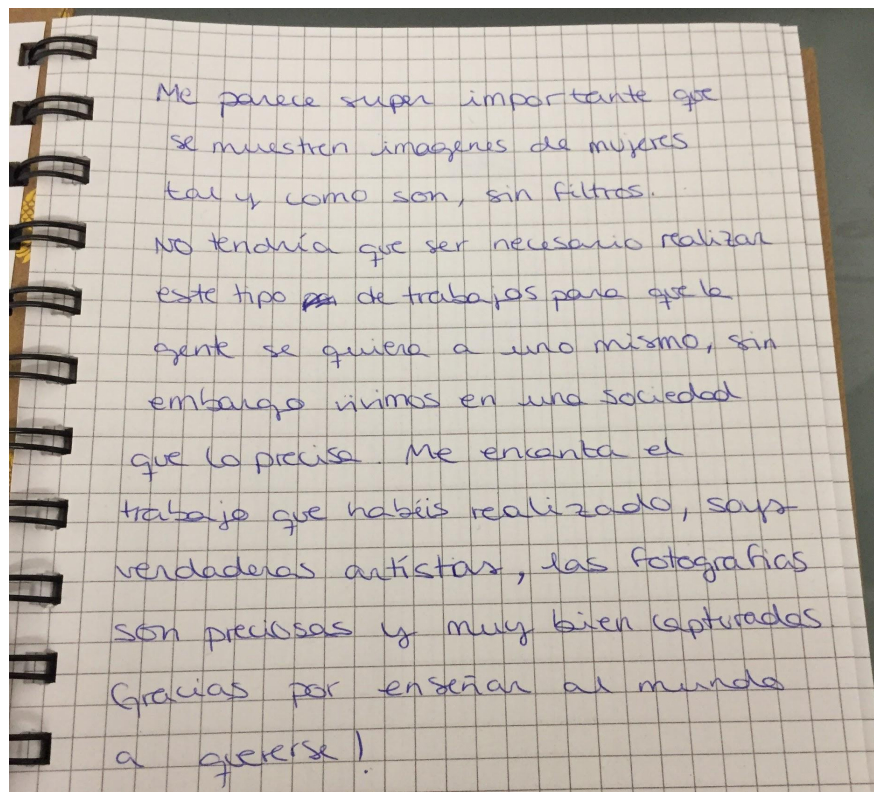 Me parece super importante que
se muestren imagenes de mujeres
tal y como son, sin filtros.
No tendría que ser necesario realizar
este tipo de trabajos para que la
gente se quiera a uno mismo, sin
embargo vivimos en una sociedad
que lo precisa. Me encanta el
trabajo que habéis realizado, soys
verdaderas artístas, las fotografias
son preciosas y muy bien capturadas
Gracias por enseñar al mundo
a quererse!